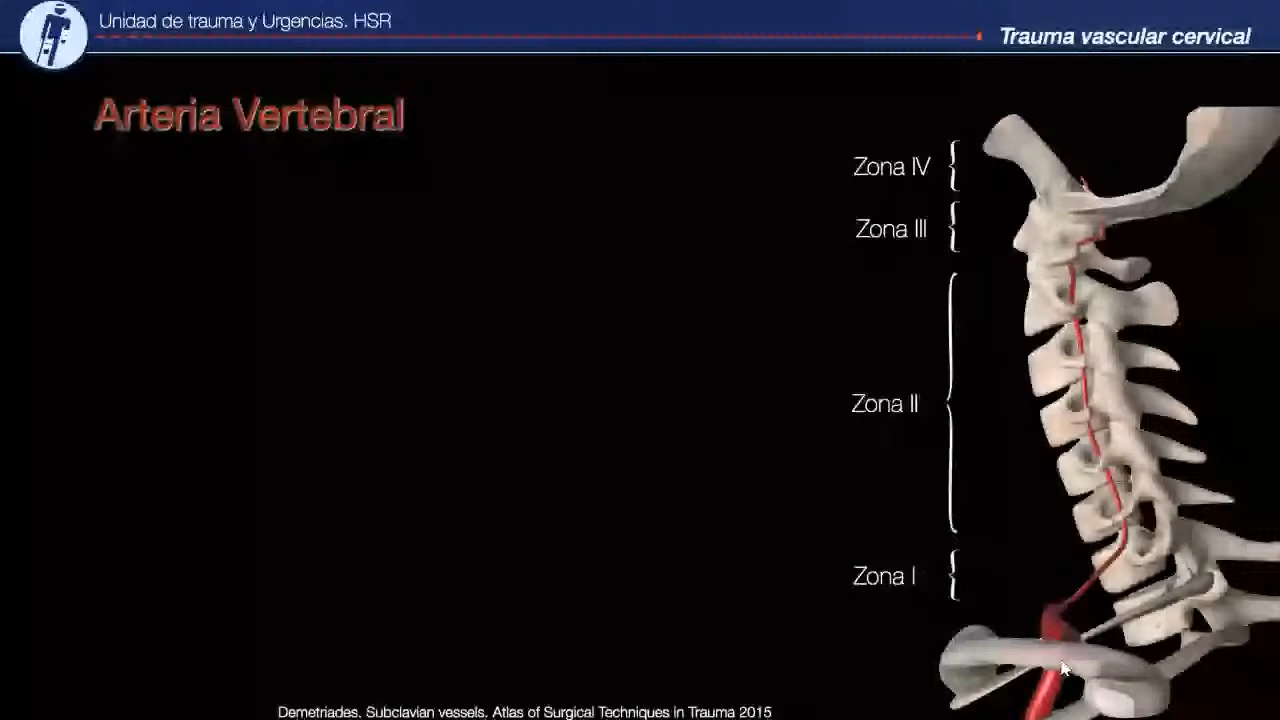 Unidad de trauma y Urgencias. HSR
Trauma vascular cervical
Arteria Vertebral
Zona IV
Zona III
Zona II
Zona I
Demetriades. Subclavian vessels. Atlas of Surgical Techniques in Trauma 2015